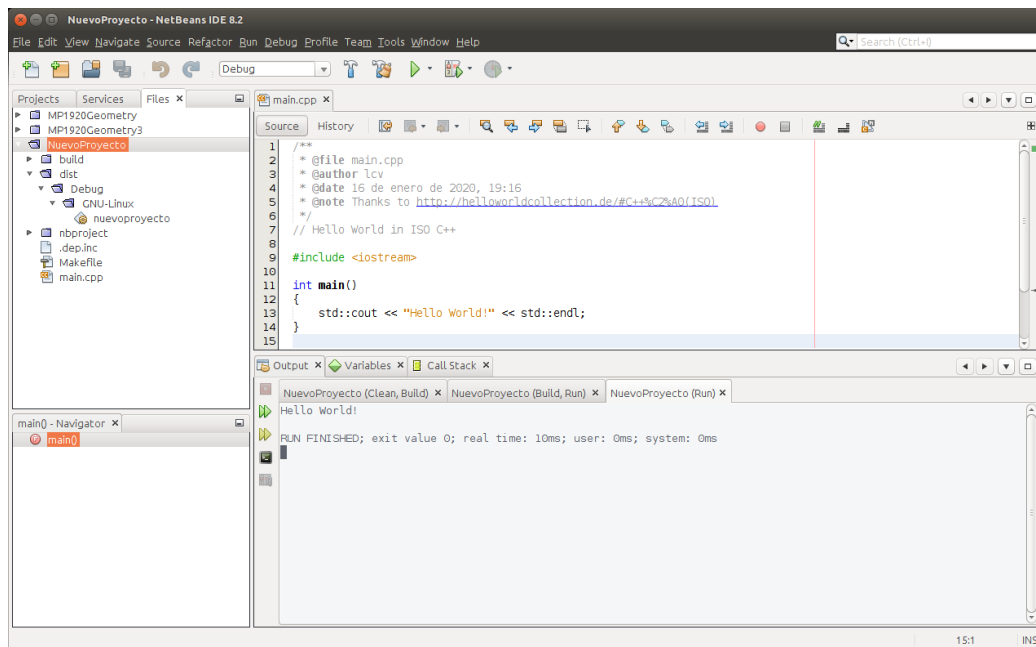 NuevoProyecto - NetBeans IDE 8.2
File Edit View Navigate Source Refactor Run Debug Profile Team Tools Window Help
Search (Ctrl+I)
Debug
Projects Services Files
MP1920Geometry
MP1920Geometry3
NuevoProyecto
build
dist
Debug
GNU-Linux
nuevoproyecto
nbproject
.dep.inc
Makefile
main.cpp
main() - Navigator
main()
main.cpp
Source History
1 /**
2 * @file main.cpp
3 * @author lcv
4 * @date 16 de enero de 2020, 19:16
5 * @note Thanks to http://helloworldcollection.de/#C++%C2%A0(ISO)
6 */
7 // Hello World in ISO C++
8
9 #include <iostream>
10
11 int main()
12 {
13 std::cout << "Hello World!" << std::endl;
14 }
15
Output Variables Call Stack
NuevoProyecto (Clean, Build) NuevoProyecto (Build, Run) NuevoProyecto (Run)
Hello World!
RUN FINISHED; exit value 0; real time: 10ms; user: 0ms; system: 0ms
15:1 INS